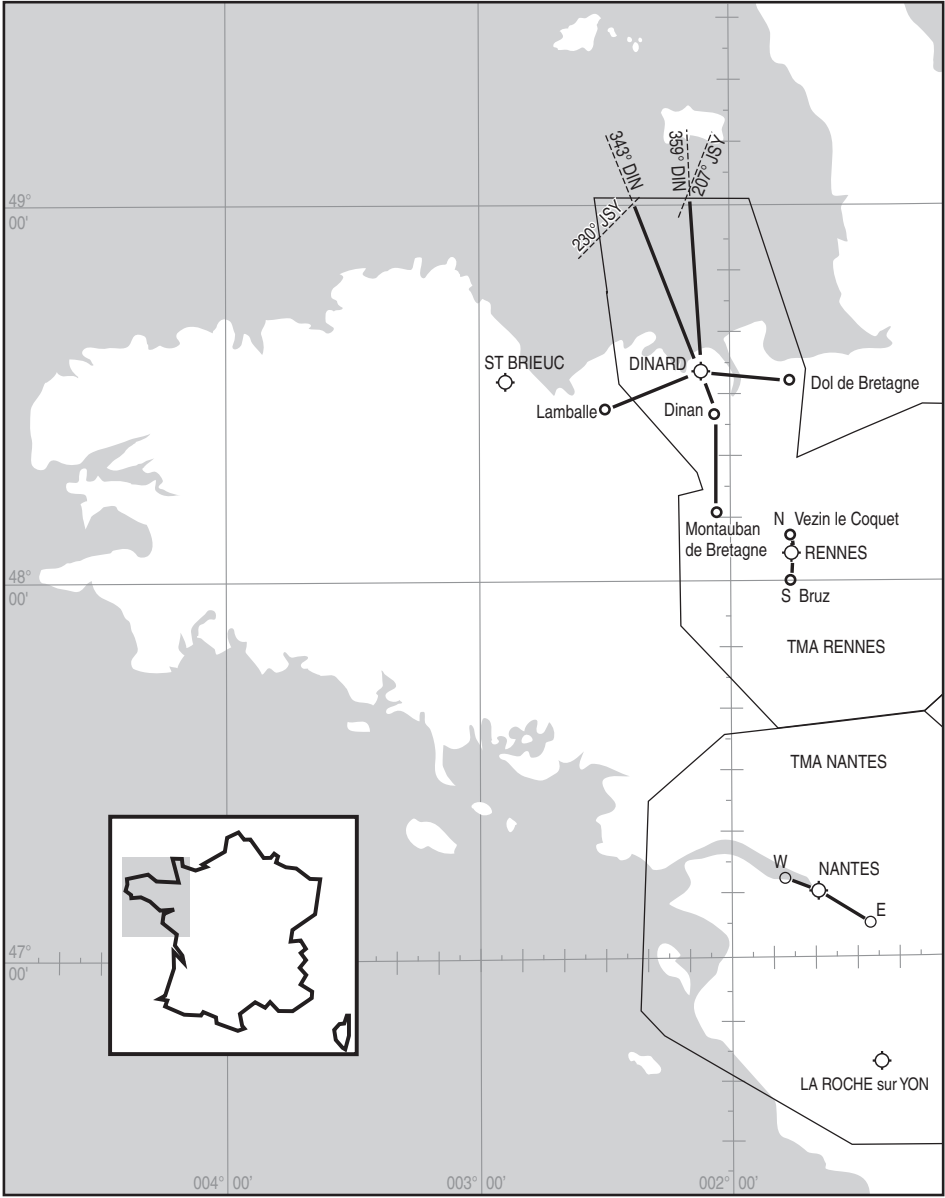 343° DIN
359° DIN
207° JSY
49°
00'
230° JSY
ST BRIEUC
DINARD
Dol de Bretagne
Lamballe
Dinan
N Vezin le Coquet
Montauban
de Bretagne
RENNES
48°
00'
S Bruz
TMA RENNES
TMA NANTES
W
NANTES
E
47°
00'
LA ROCHE sur YON
004° 00'
003° 00'
002° 00'